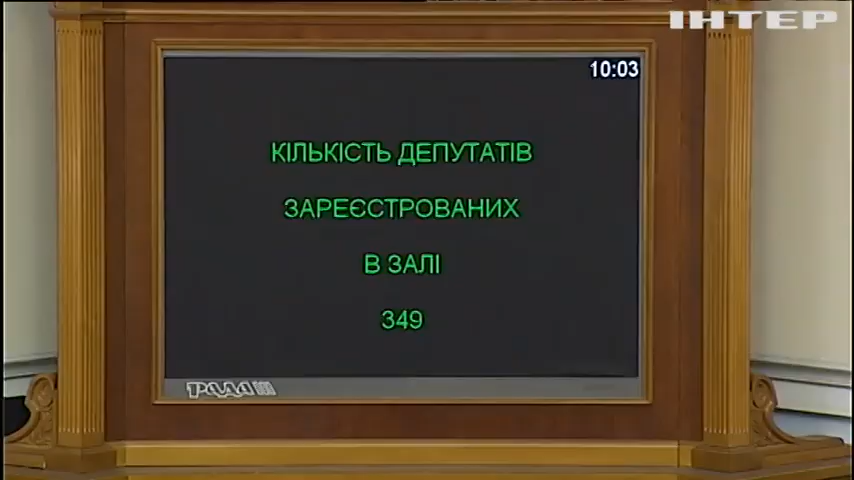 ІНТЕР
10:03
КІЛЬКІСТЬ ДЕПУТАТІВ
ЗАРЕЄСТРОВАНИХ
В ЗАЛІ
349
РАДА